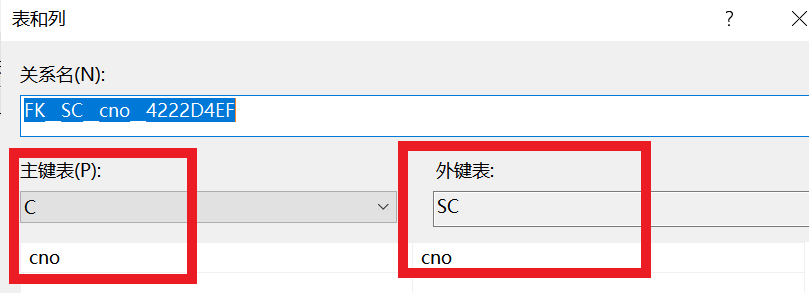 表和列
?
关系名(N):
FK__SC__cno__4222D4EF
主键表(P):
外键表:
C
SC
cno
cno